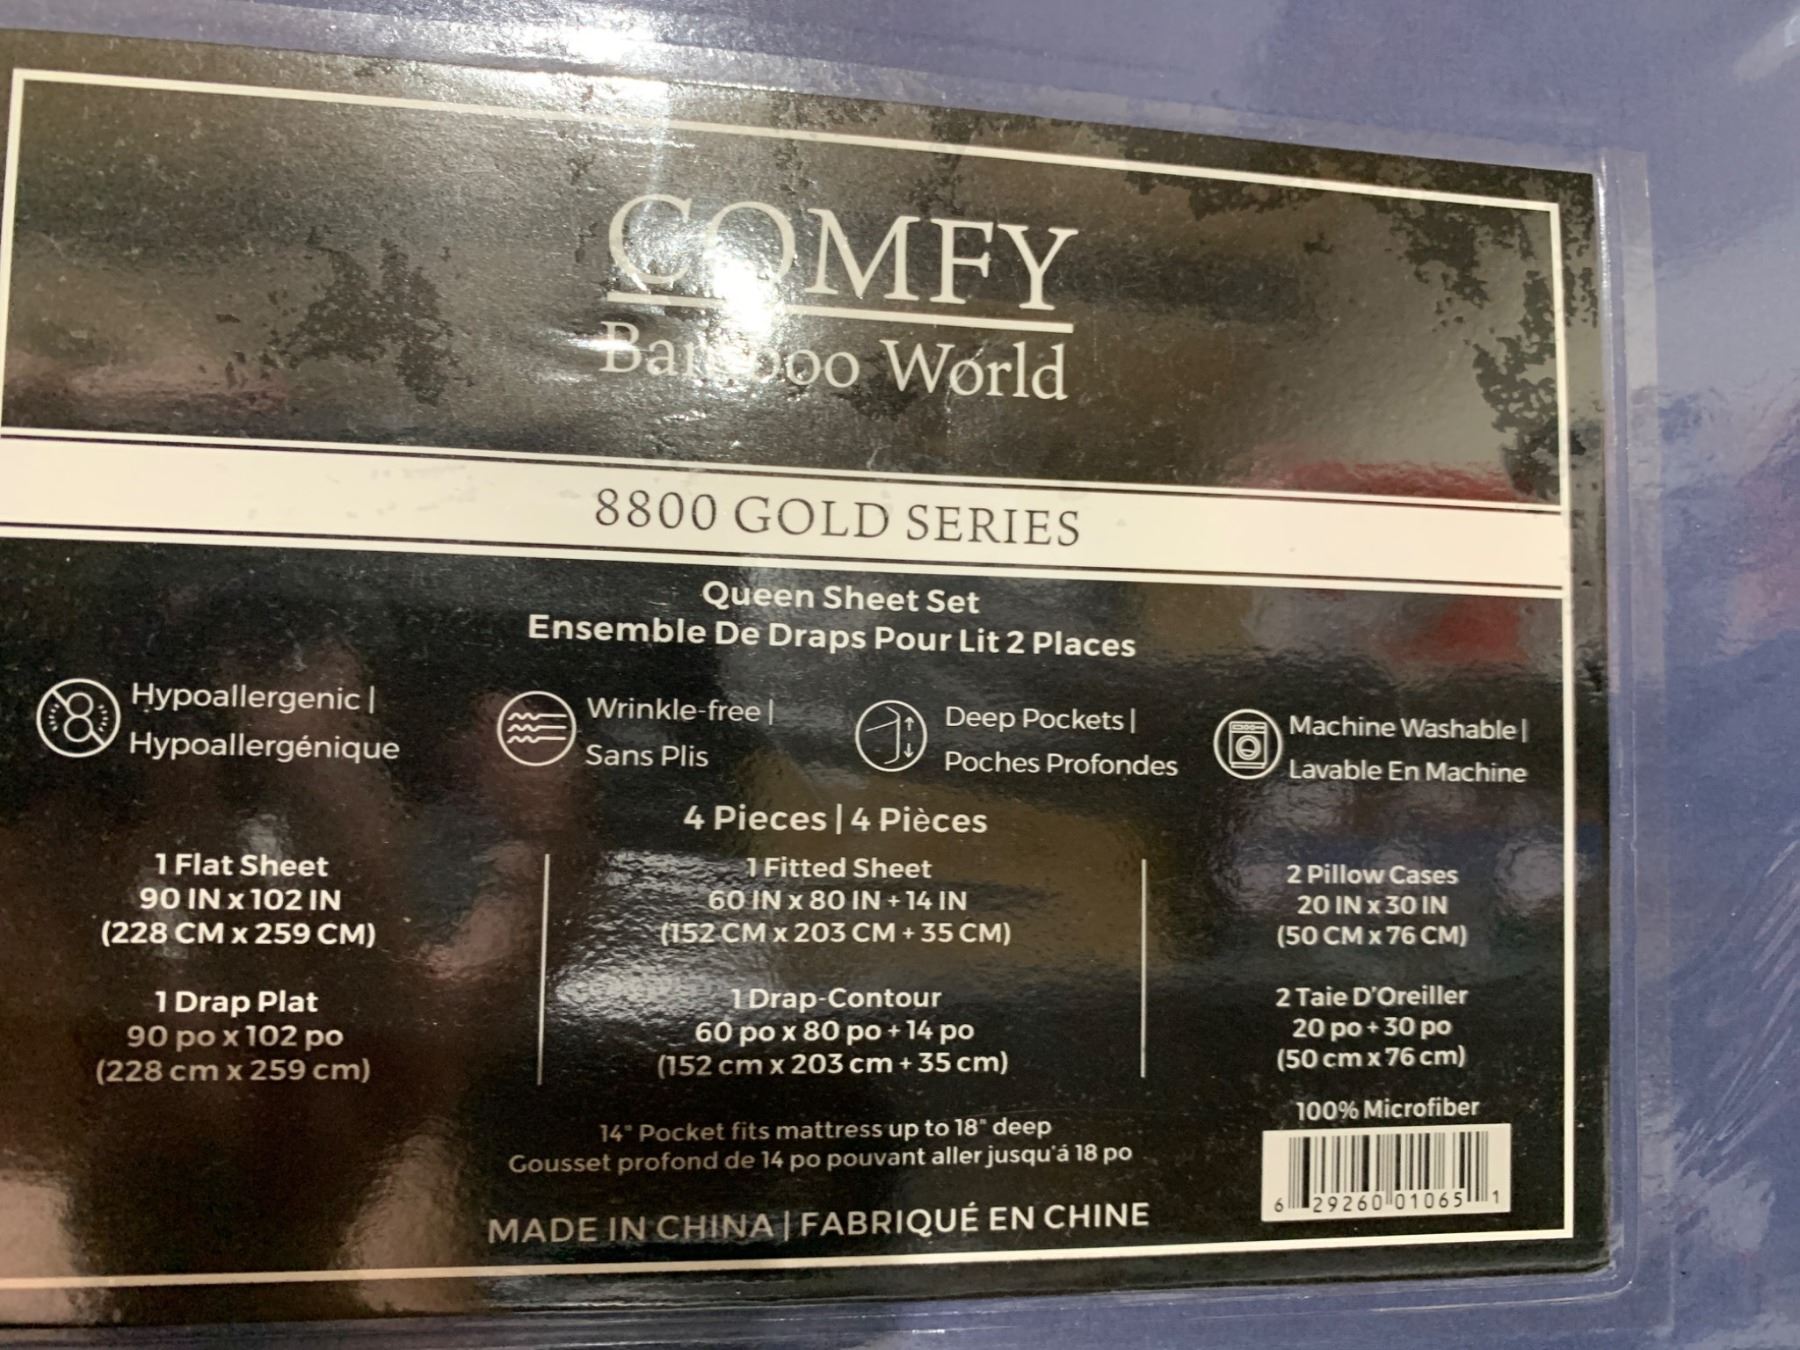 COMFY
Bamboo World
8800 GOLD SERIES
Queen Sheet Set
Ensemble De Draps Pour Lit 2 Places
Hypoallergenic |
Hypoallergénique
Wrinkle-free |
Sans Plis
Deep Pockets |
Poches Profondes
Machine Washable |
Lavable En Machine
4 Pieces | 4 Pièces
1 Flat Sheet
90 IN x 102 IN
(228 CM x 259 CM)
1 Drap Plat
90 po x 102 po
(228 cm x 259 cm)
1 Fitted Sheet
60 IN x 80 IN + 14 IN
(152 CM x 203 CM + 35 CM)
1 Drap-Contour
60 po x 80 po + 14 po
(152 cm x 203 cm + 35 cm)
2 Pillow Cases
20 IN x 30 IN
(50 CM x 76 CM)
2 Taie D'Oreiller
20 po + 30 po
(50 cm x 76 cm)
14" Pocket fits mattress up to 18" deep
Gousset profond de 14 po pouvant aller jusqu'á 18 po
MADE IN CHINA | FABRIQUÉ EN CHINE
100% Microfiber
6 29260 01065 1